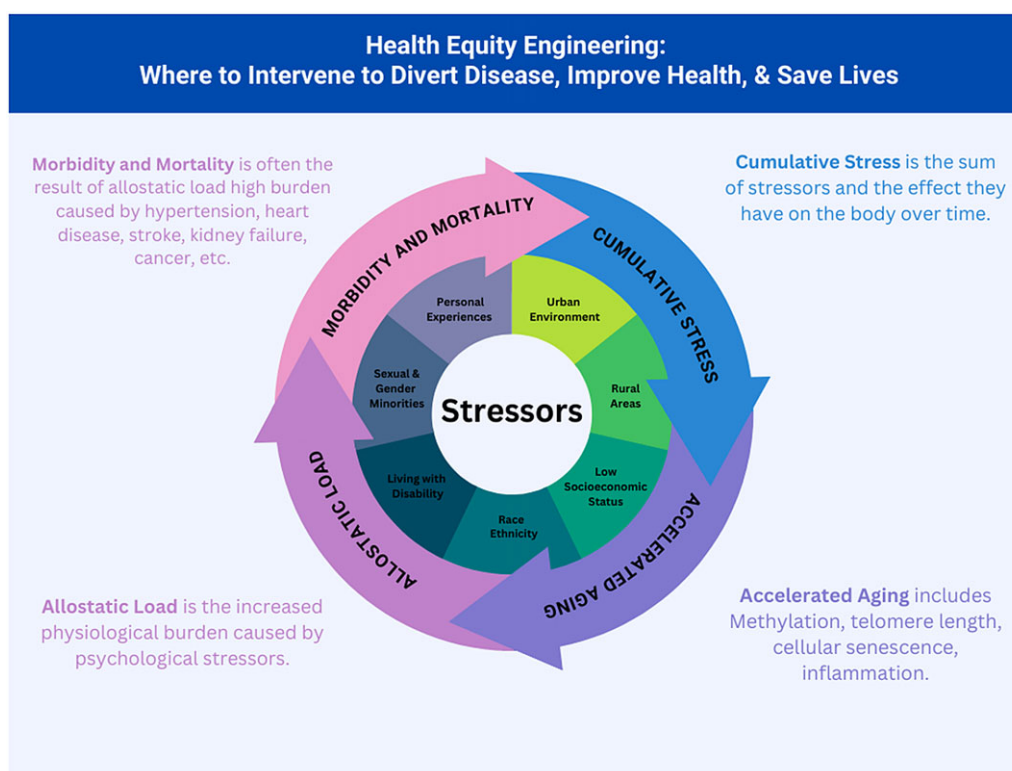 Health Equity Engineering:
Where to Intervene to Divert Disease, Improve Health, & Save Lives
Morbidity and Mortality is often the
result of allostatic load high burden
caused by hypertension, heart
disease, stroke, kidney failure,
cancer, etc.
Cumulative Stress is the sum
of stressors and the effect they
have on the body over time.
MORBIDITY AND MORTALITY
CUMULATIVE STRESS
ACCELERATED AGING
ALLOSTATIC LOAD
Personal
Experiences
Urban
Environment
Rural
Areas
Low
Socioeconomic
Status
Race
Ethnicity
Living with
Disability
Sexual &
Gender
Minorities
Stressors
Allostatic Load is the increased
physiological burden caused by
psychological stressors.
Accelerated Aging includes
Methylation, telomere length,
cellular senescence,
inflammation.